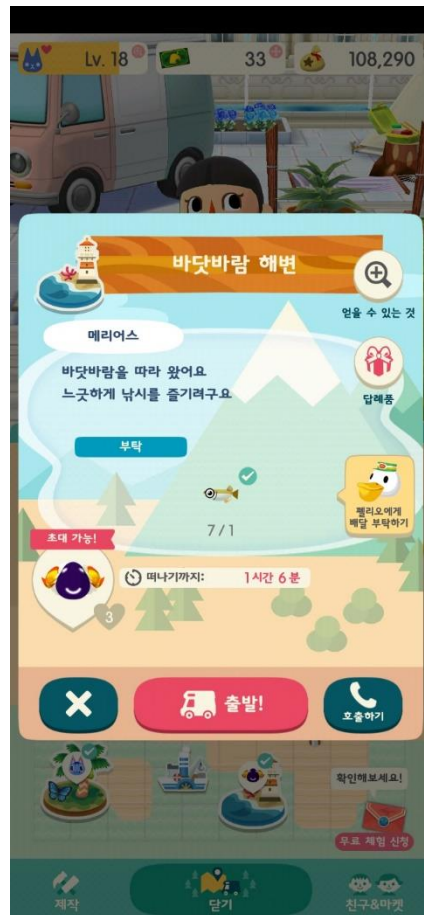 Lv. 18
33
108,290
바닷바람 해변
얻을 수 있는 것
메리어스
바닷바람을 따라 왔어요
느긋하게 낚시를 즐기려구요
답례품
부탁
7/1
펠리오에게
배달 부탁하기
초대 가능!
3
떠나기까지:
1시간 6분
출발!
호출하기
확인해보세요!
무료 체험 신청
제작
닫기
친구&마켓